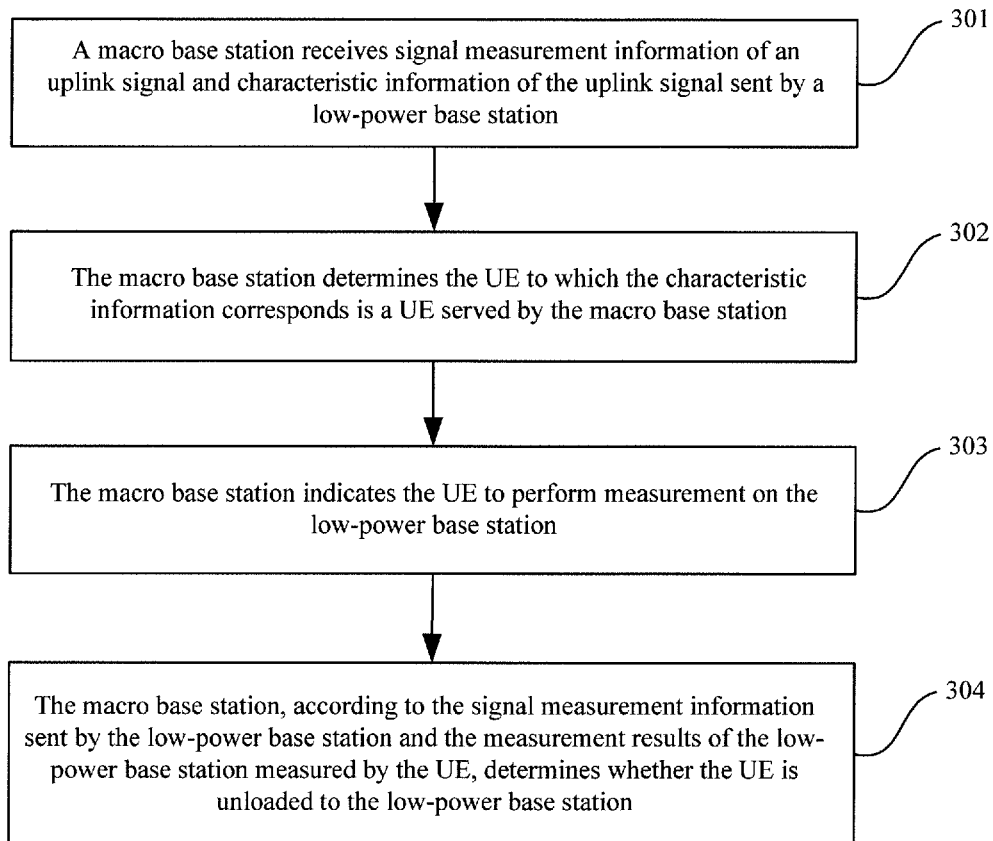 301
A macro base station receives signal measurement information of an
uplink signal and characteristic information of the uplink signal sent by a
low-power base station
302
The macro base station determines the UE to which the characteristic
information corresponds is a UE served by the macro base station
303
The macro base station indicates the UE to perform measurement on the
low-power base station
304
The macro base station, according to the signal measurement information
sent by the low-power base station and the measurement results of the low-
power base station measured by the UE, determines whether the UE is
unloaded to the low-power base station